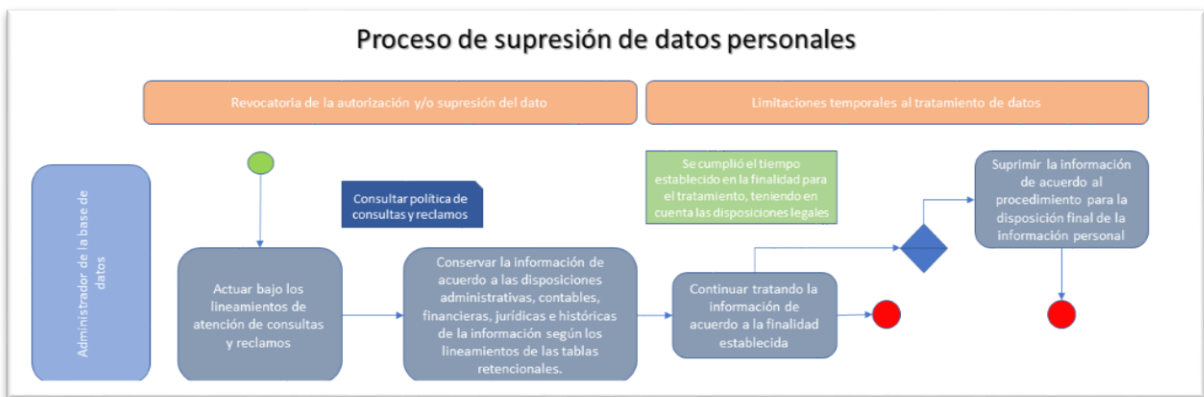 Proceso de supresión de datos personales
Revocatoria de la autorización y/o supresión del dato
Limitaciones temporales al tratamiento de datos
Administrador de la base de
datos
Consultar política de
consultas y reclamos
Se cumplió el tiempo
establecido en la finalidad para
el tratamiento, teniendo en
cuenta las disposiciones legales
Suprimir la información
de acuerdo al
procedimiento para la
disposición final de la
información personal
Actuar bajo los
lineamientos de
atención de consultas
y reclamos
Conservar la información de
acuerdo a las disposiciones
administrativas, contables,
financieras, jurídicas e históricas
de la información según los
lineamientos de las tablas
retencionales.
Continuar tratando la
información de
acuerdo a la finalidad
establecida